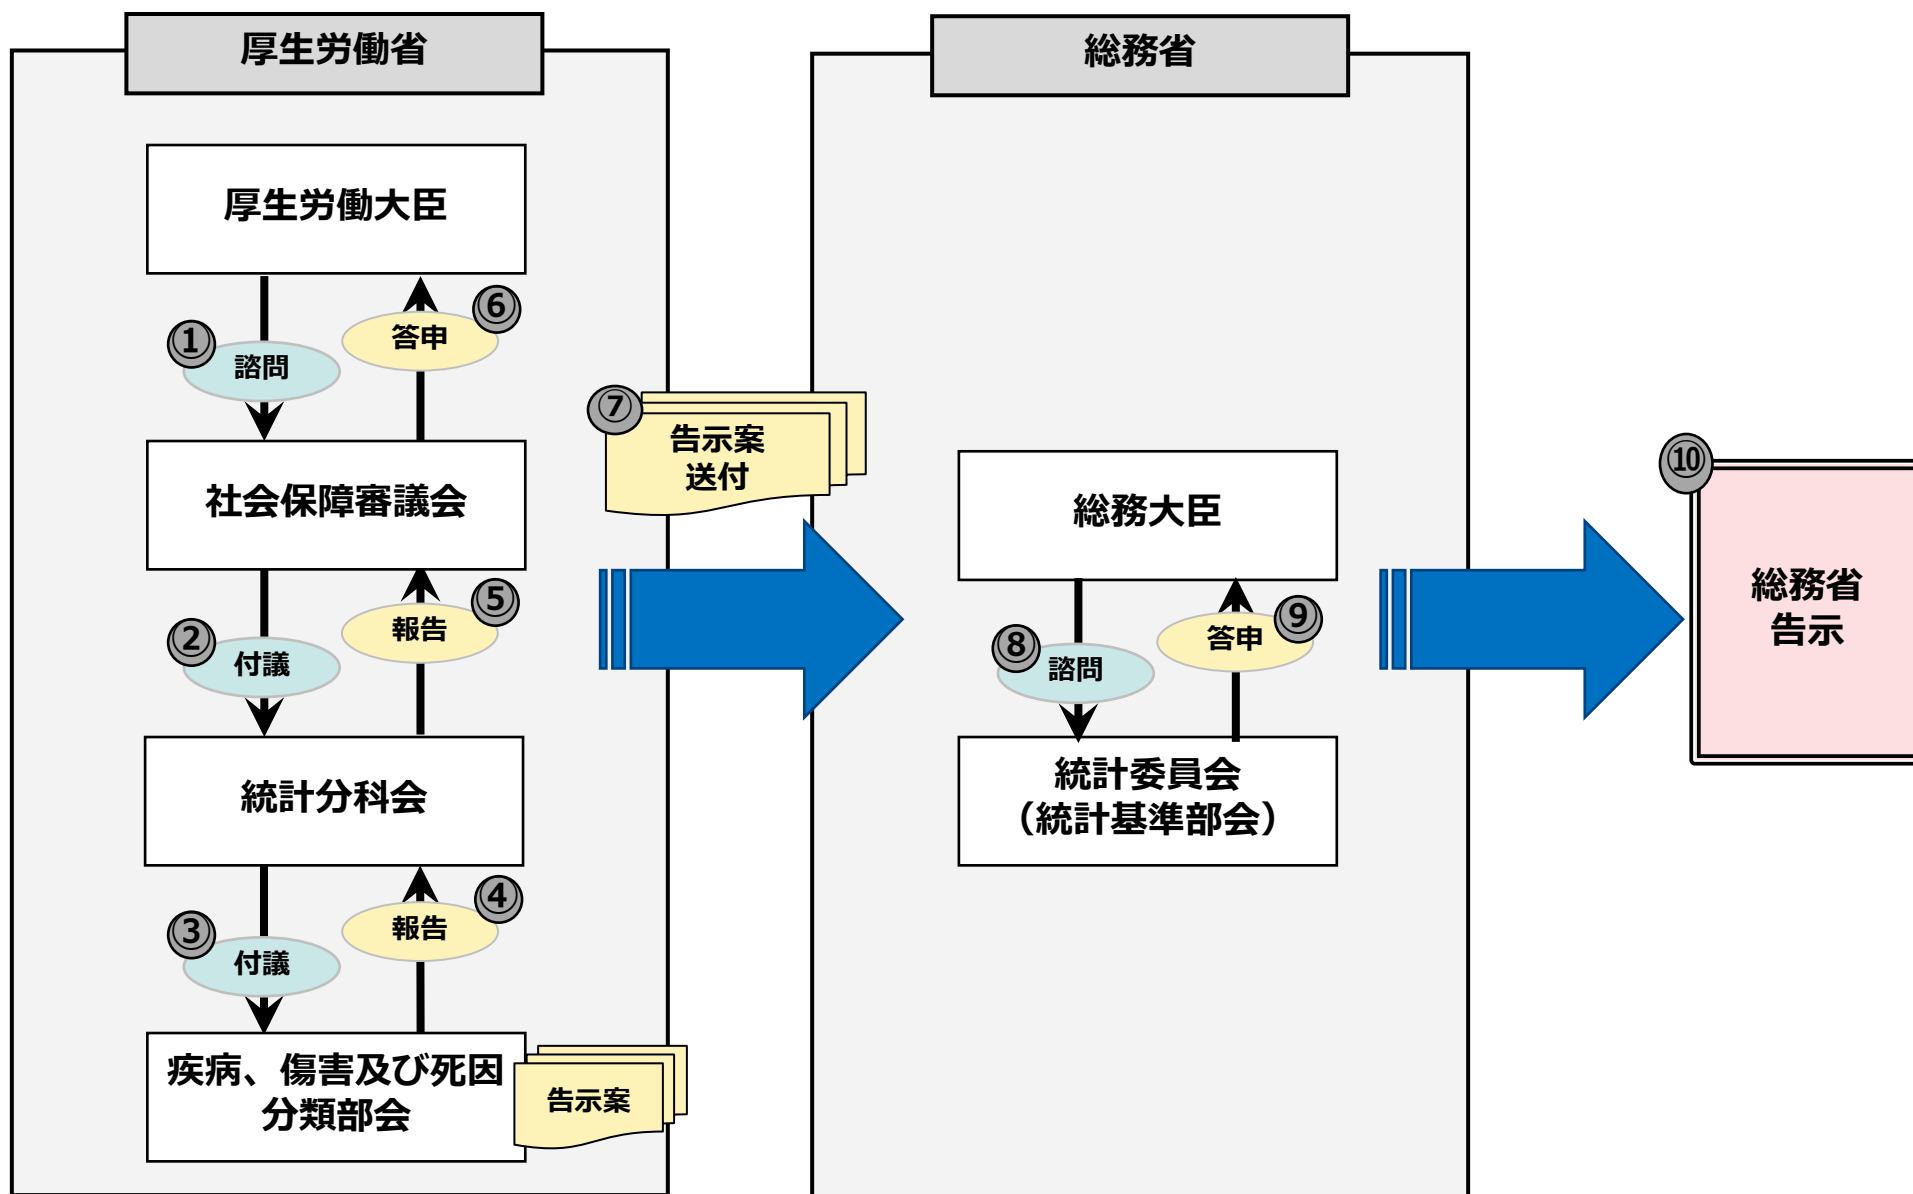 厚生労働省
厚生労働大臣
①
諮問
⑥
答申
社会保障審議会
②
付議
⑤
報告
統計分科会
③
付議
④
報告
疾病、傷害及び死因
分類部会
告示案
⑦
告示案
送付
総務省
総務大臣
⑧
諮問
⑨
答申
統計委員会
（統計基準部会）
⑩
総務省
告示